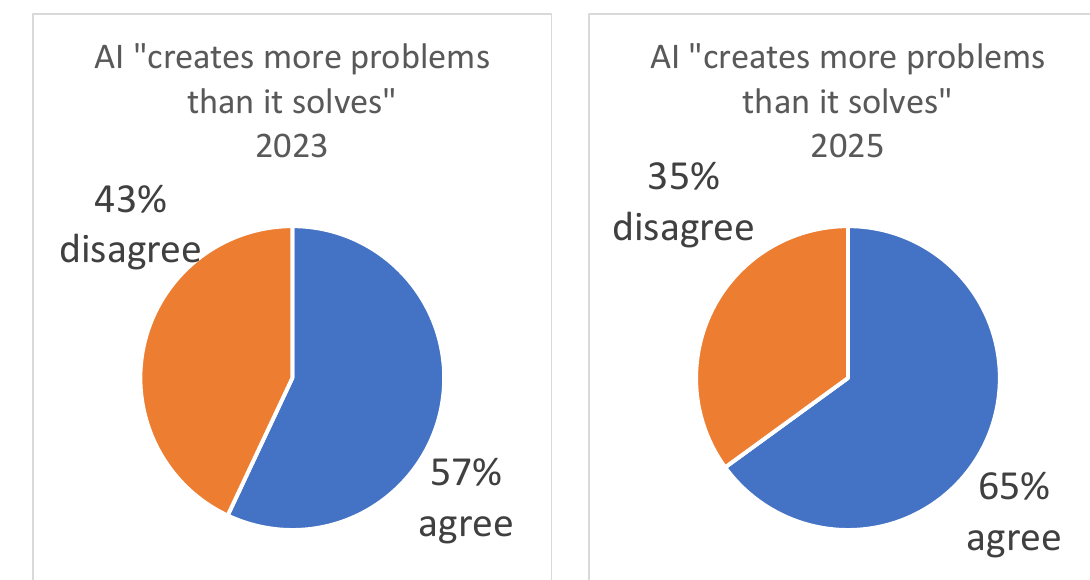 AI "creates more problems
than it solves"
2023
43%
disagree
57%
agree
AI "creates more problems
than it solves"
2025
35%
disagree
65%
agree